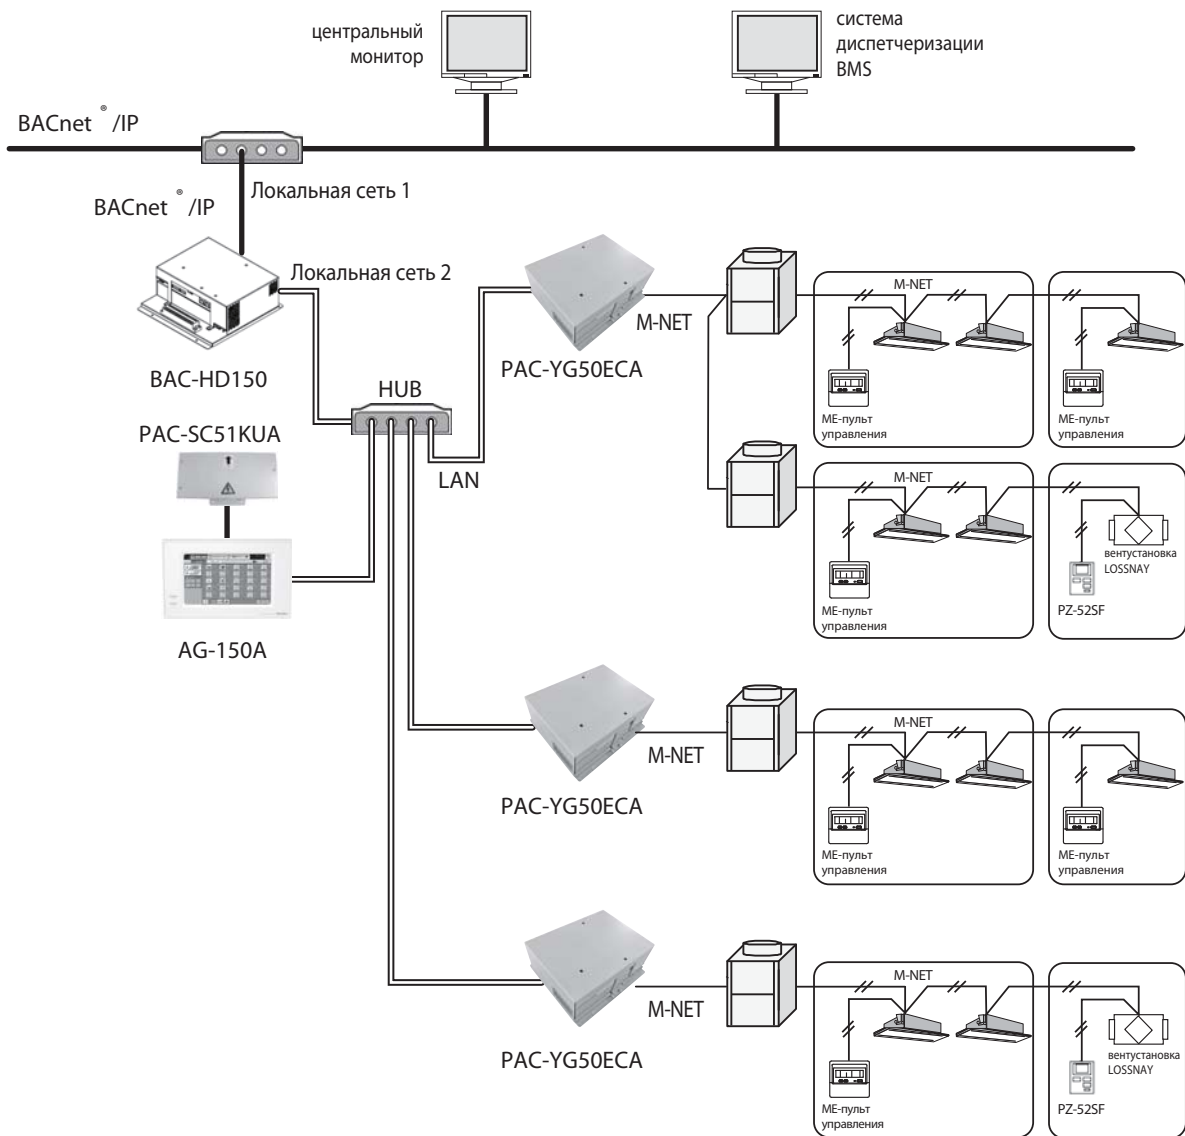 центральный
монитор
система
диспетчеризации
BMS
BACnet ® /IP
Локальная сеть 1
BACnet ® /IP
Локальная сеть 2
BAC-HD150
PAC-SC51KUA
AG-150A
HUB
LAN
PAC-YG50ECA
M-NET
M-NET
ME-пульт
управления
ME-пульт
управления
M-NET
ME-пульт
управления
вентустановка
LOSSNAY
PZ-52SF
PAC-YG50ECA
M-NET
M-NET
ME-пульт
управления
ME-пульт
управления
PAC-YG50ECA
M-NET
M-NET
ME-пульт
управления
вентустановка
LOSSNAY
PZ-52SF